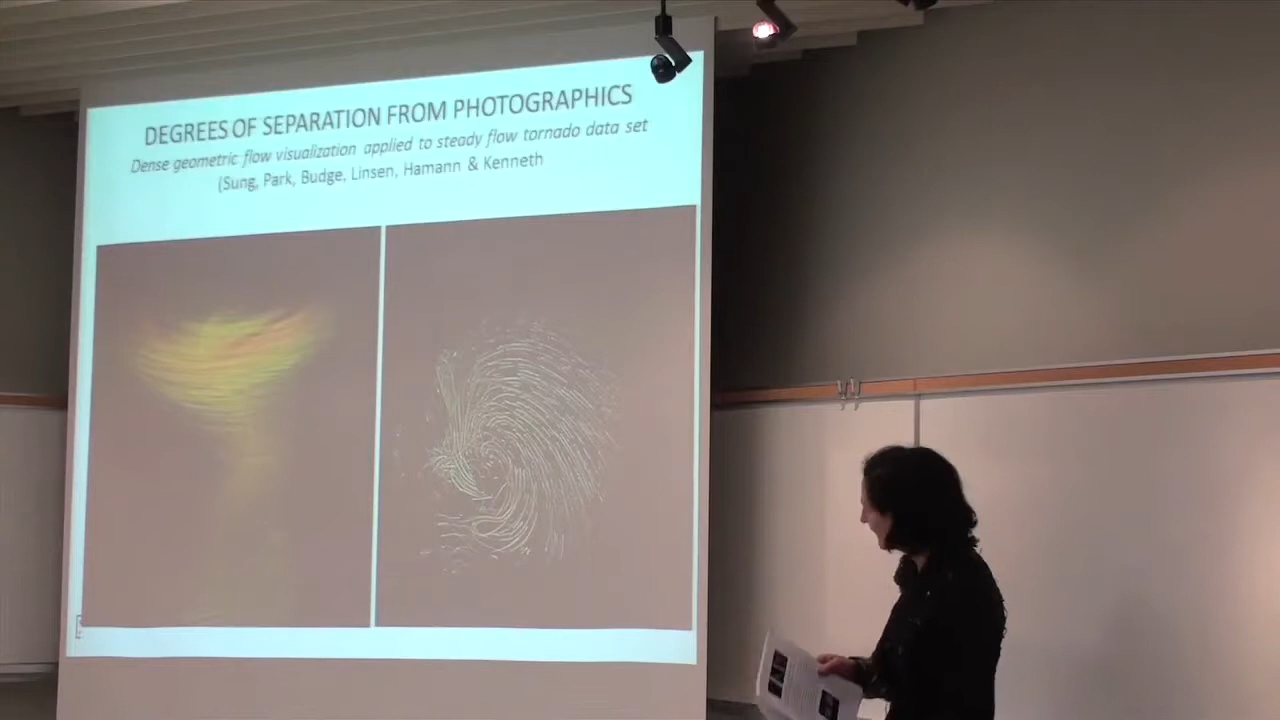 DEGREES OF SEPARATION FROM PHOTOGRAPHICS
Dense geometric flow visualization applied to steady flow tornado data set
(Sung, Park, Budge, Linsen, Hamann & Kenneth